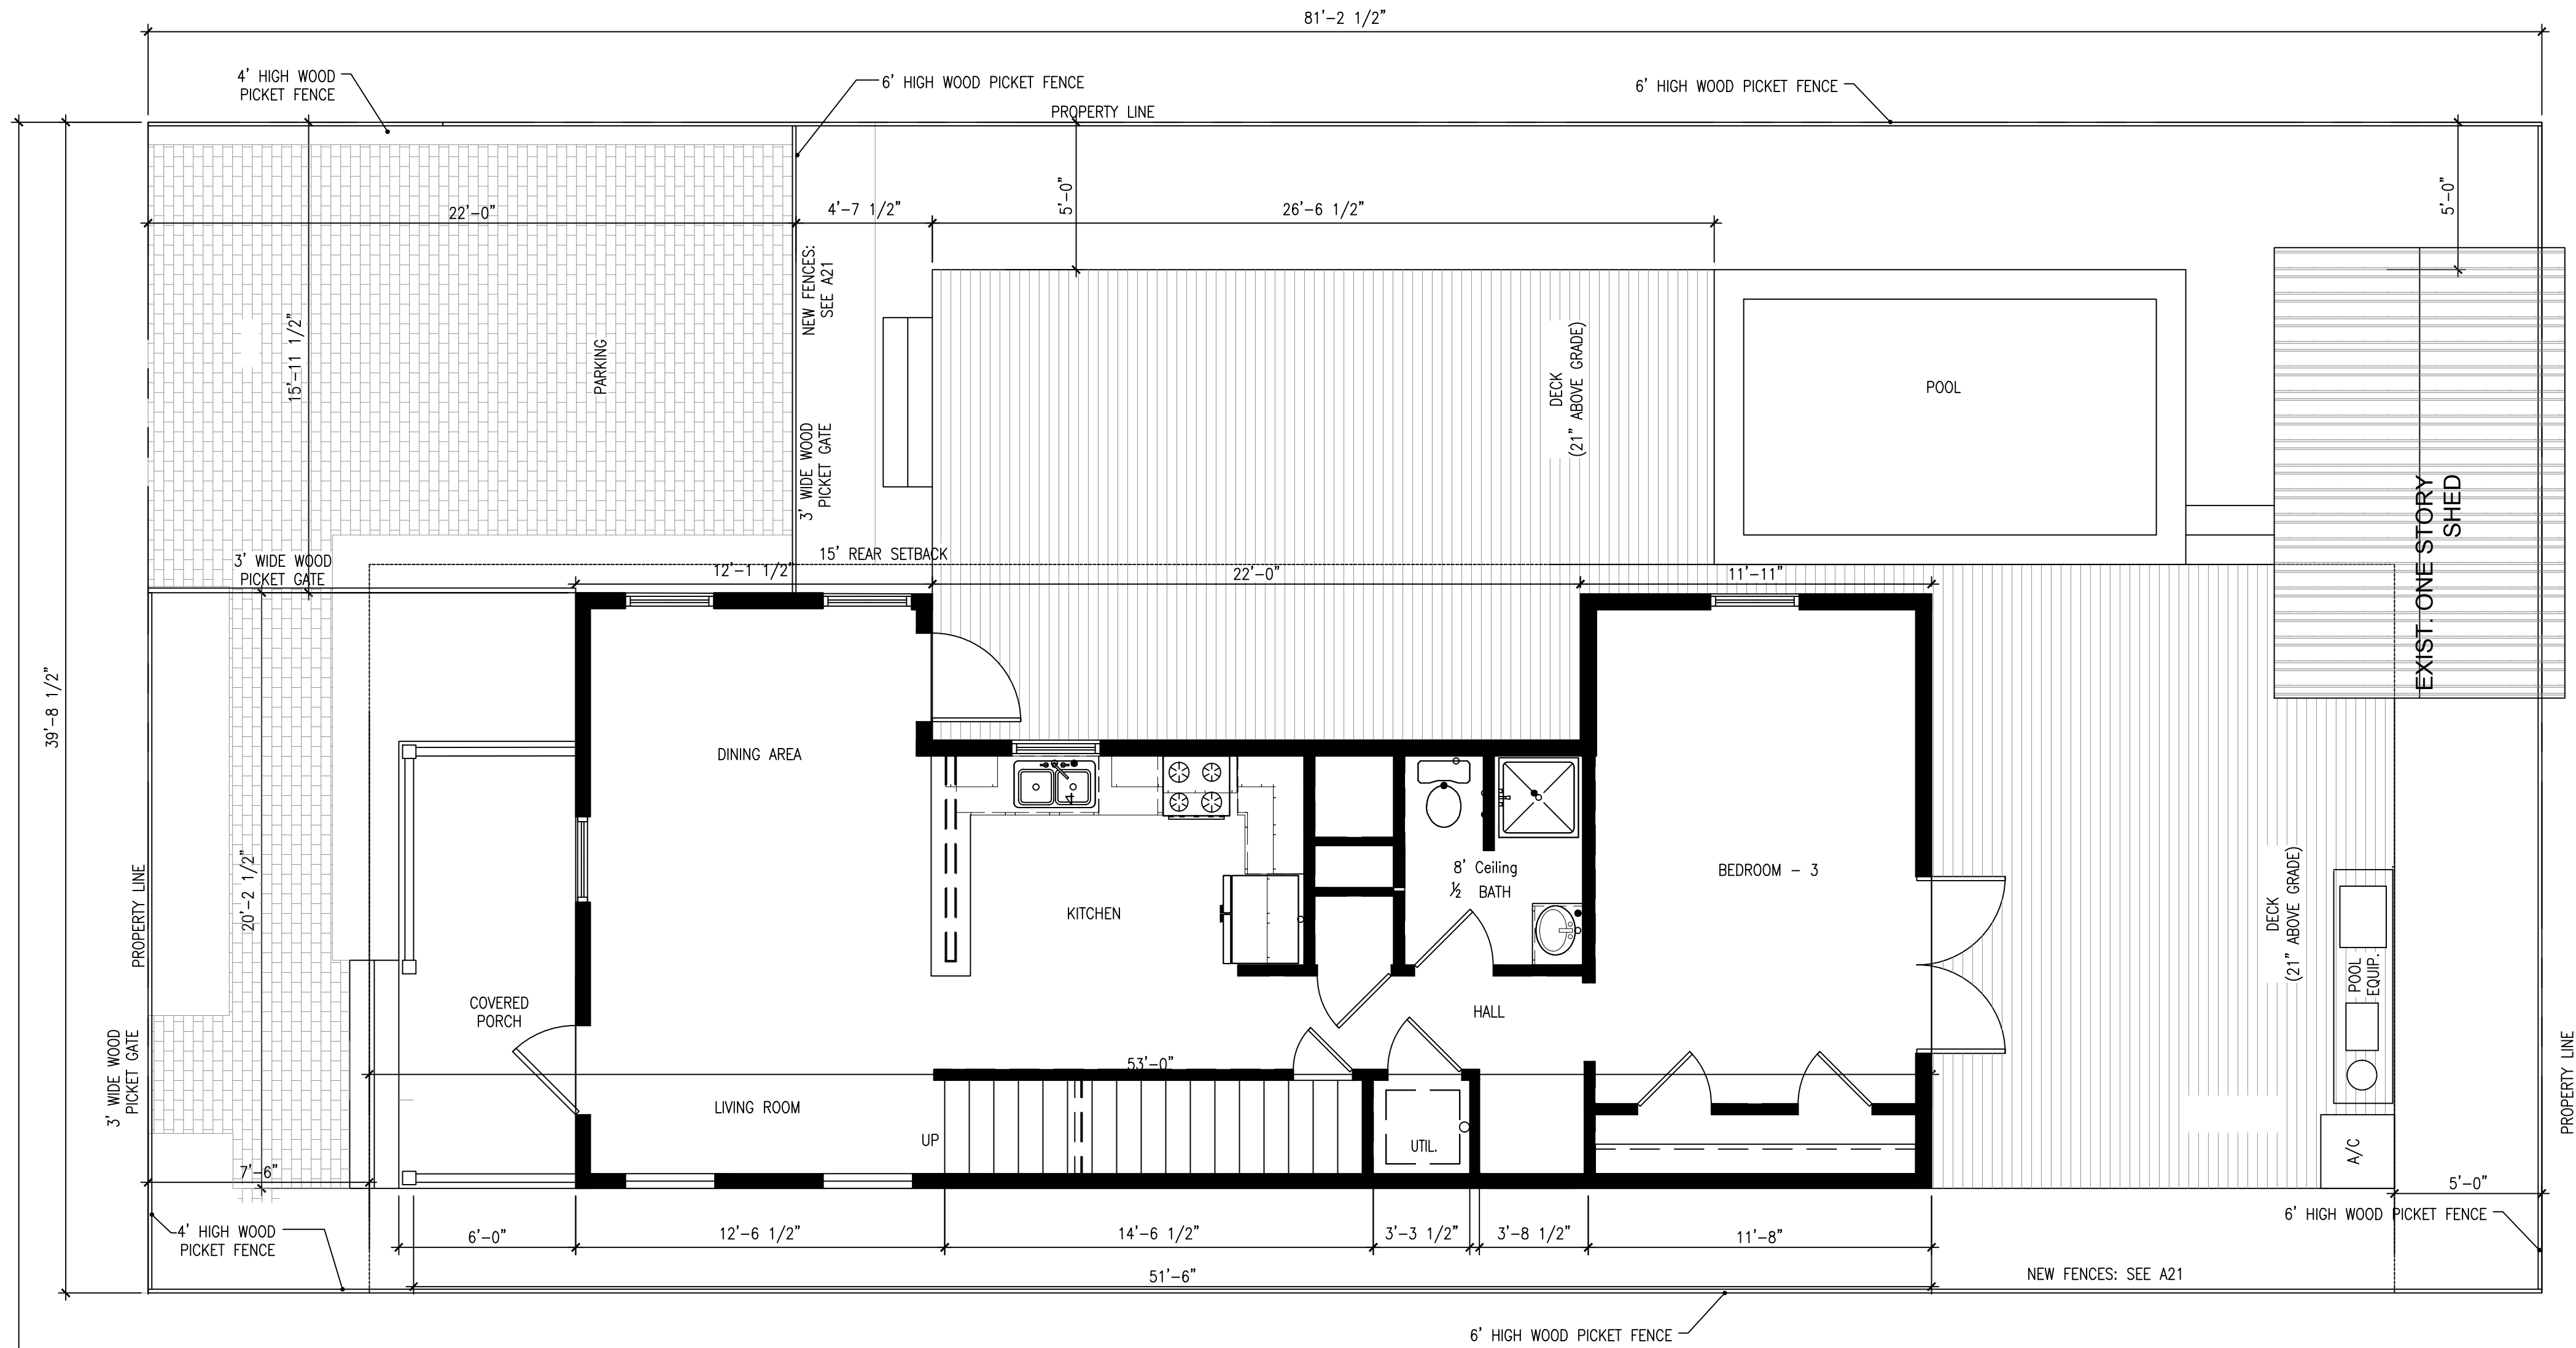 81'-2 1/2"
4' HIGH WOOD
PICKET FENCE
6' HIGH WOOD PICKET FENCE
6' HIGH WOOD PICKET FENCE
PROPERTY LINE
22'-0"
4'-7 1/2"
5'-0"
26'-6 1/2"
5'-0"
NEW FENCES:
SEE A21
15'-11 1/2"
PARKING
DECK
(21" ABOVE GRADE)
POOL
3' WIDE WOOD
PICKET GATE
EXIST. ONE STORY
SHED
3' WIDE WOOD
PICKET GATE
15' REAR SETBACK
12'-1 1/2"
22'-0"
11'-11"
39'-8 1/2"
DINING AREA
PROPERTY LINE
20'-2 1/2"
8' Ceiling
½ BATH
BEDROOM - 3
KITCHEN
DECK
(21" ABOVE GRADE)
POOL
EQUIP.
COVERED
PORCH
HALL
3' WIDE WOOD
PICKET GATE
53'-0"
PROPERTY LINE
LIVING ROOM
UP
UTIL.
A/C
7'-6"
5'-0"
4' HIGH WOOD
PICKET FENCE
6'-0"
12'-6 1/2"
14'-6 1/2"
3'-3 1/2"
3'-8 1/2"
11'-8"
6' HIGH WOOD PICKET FENCE
51'-6"
NEW FENCES: SEE A21
6' HIGH WOOD PICKET FENCE